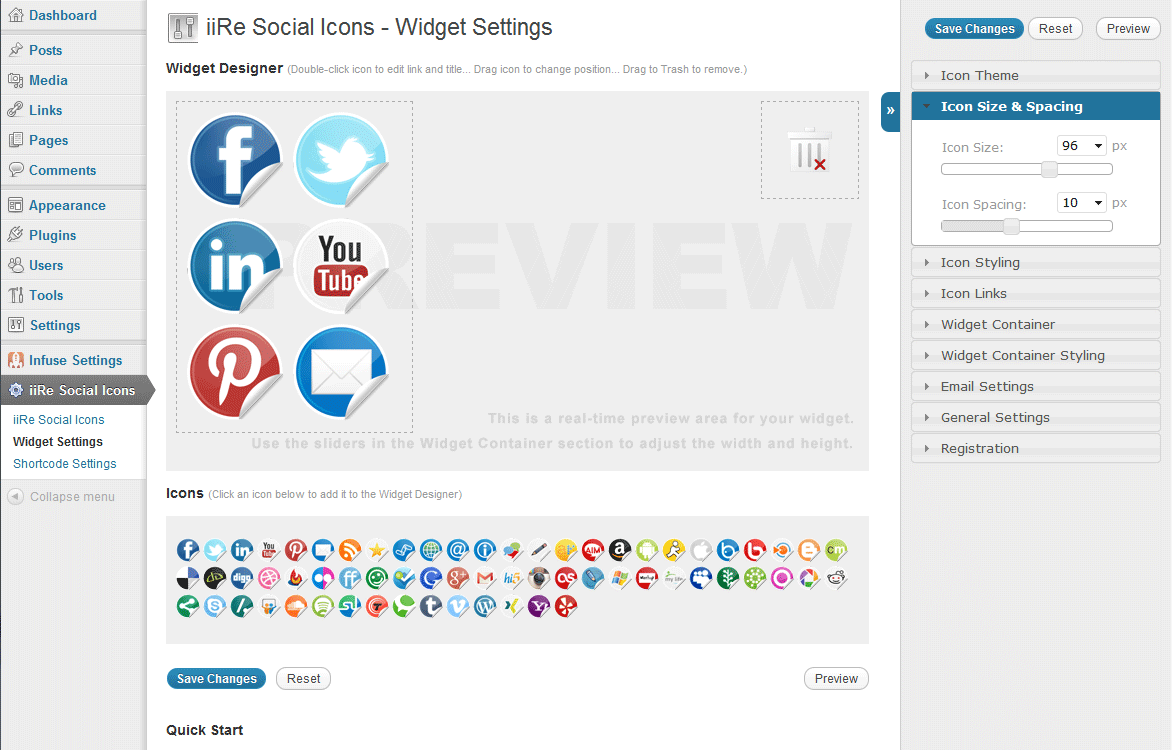 Dashboard
Posts
Media
Links
Pages
Comments
Appearance
Plugins
Users
Tools
Settings
Infuse Settings
iiRe Social Icons
iiRe Social Icons
Widget Settings
Shortcode Settings
Collapse menu
iiRe Social Icons - Widget Settings
Widget Designer (Double-click icon to edit link and title... Drag icon to change position... Drag to Trash to remove.)
PREVIEW
f
in
You
Tube
This is a real-time preview area for your widget.
Use the sliders in the Widget Container section to adjust the width and height.
Icons (Click an icon below to add it to the Widget Designer)
Save Changes Reset Preview
Quick Start
»
Save Changes Reset Preview
Icon Theme
Icon Size & Spacing
Icon Size: 96 px
Icon Spacing: 10 px
Icon Styling
Icon Links
Widget Container
Widget Container Styling
Email Settings
General Settings
Registration